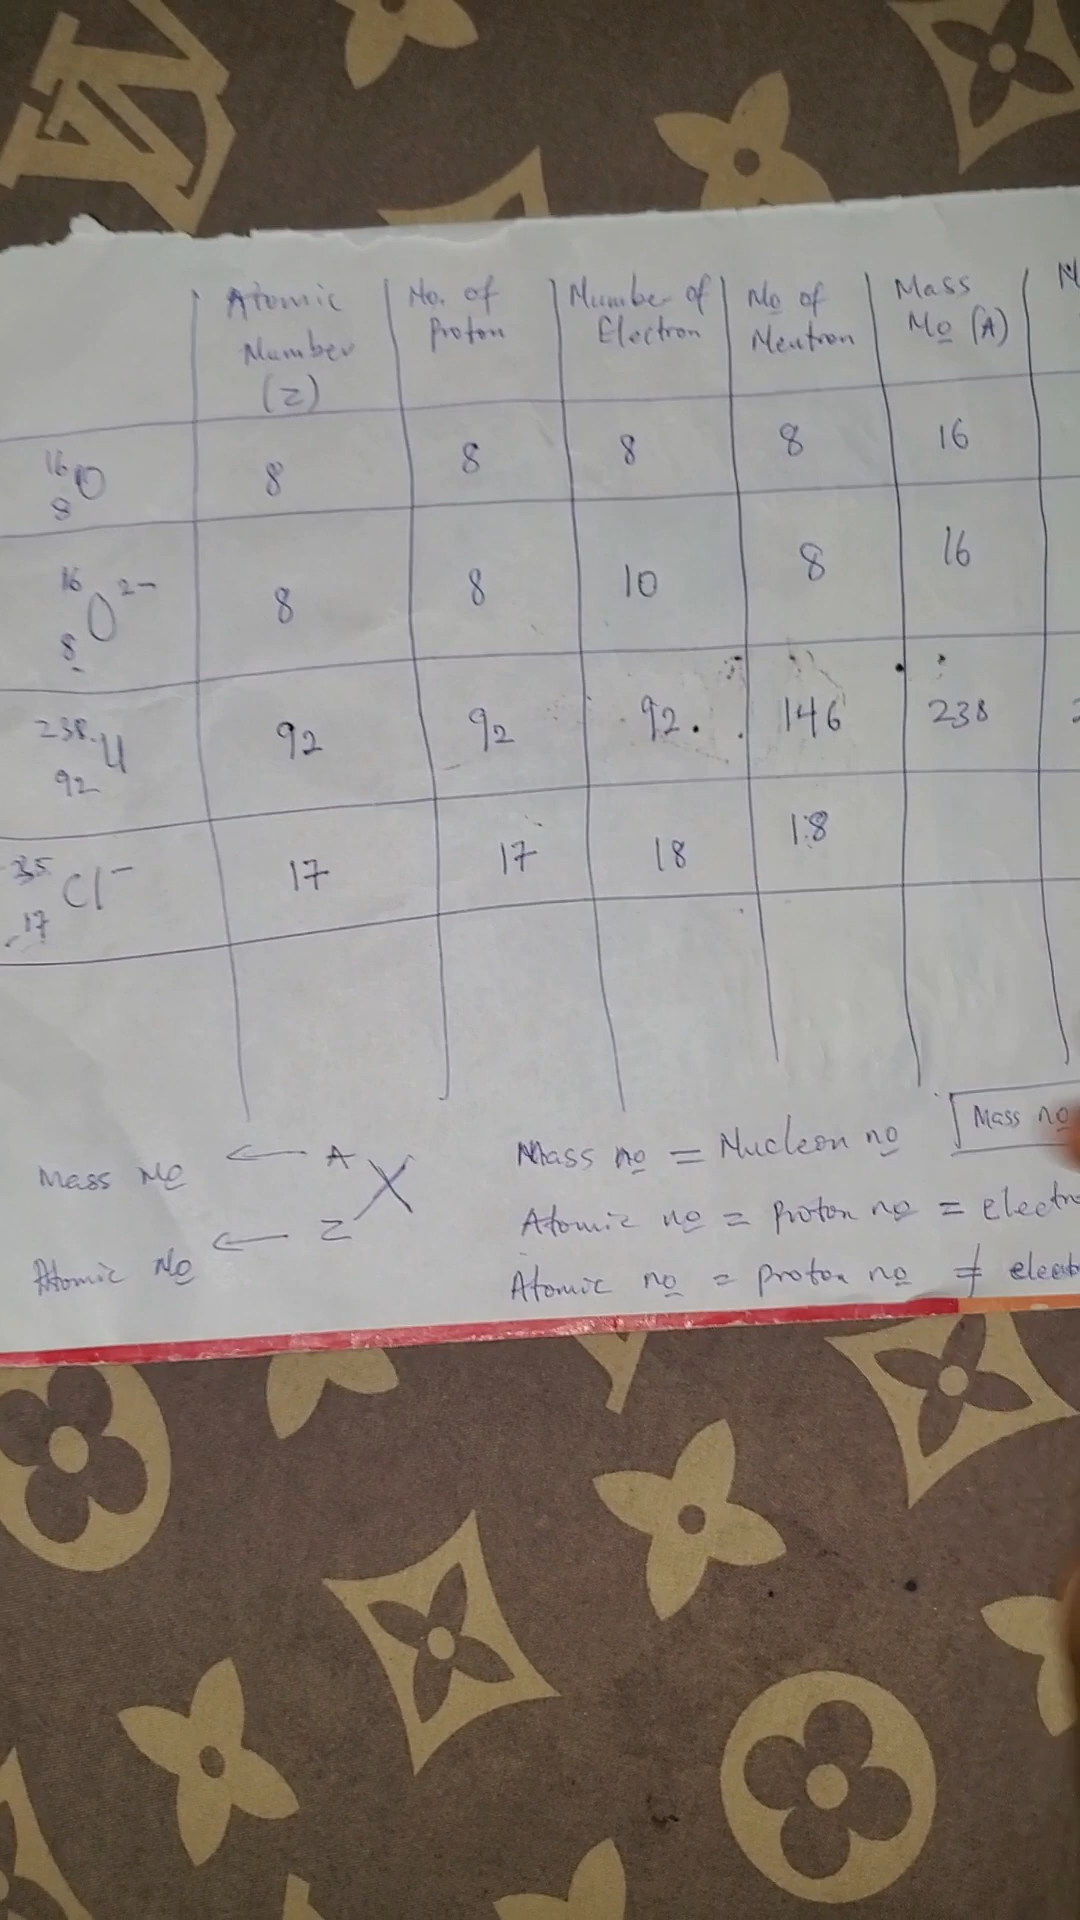 Atomic Number (Z) No. of Proton Number of Electron No of Neutron Mass No (A) N
16 8 O 8 8 8 8 16
16 8 O 2- 8 8 10 8 16
238 92 U 92 92 92 146 238
35 17 Cl - 17 17 18 18
Mass No ← A X
Z
Atomic No ←
Mass no = Nucleon no Mass no
Atomic no = proton no = electro
Atomic no = proton no ≠ elect